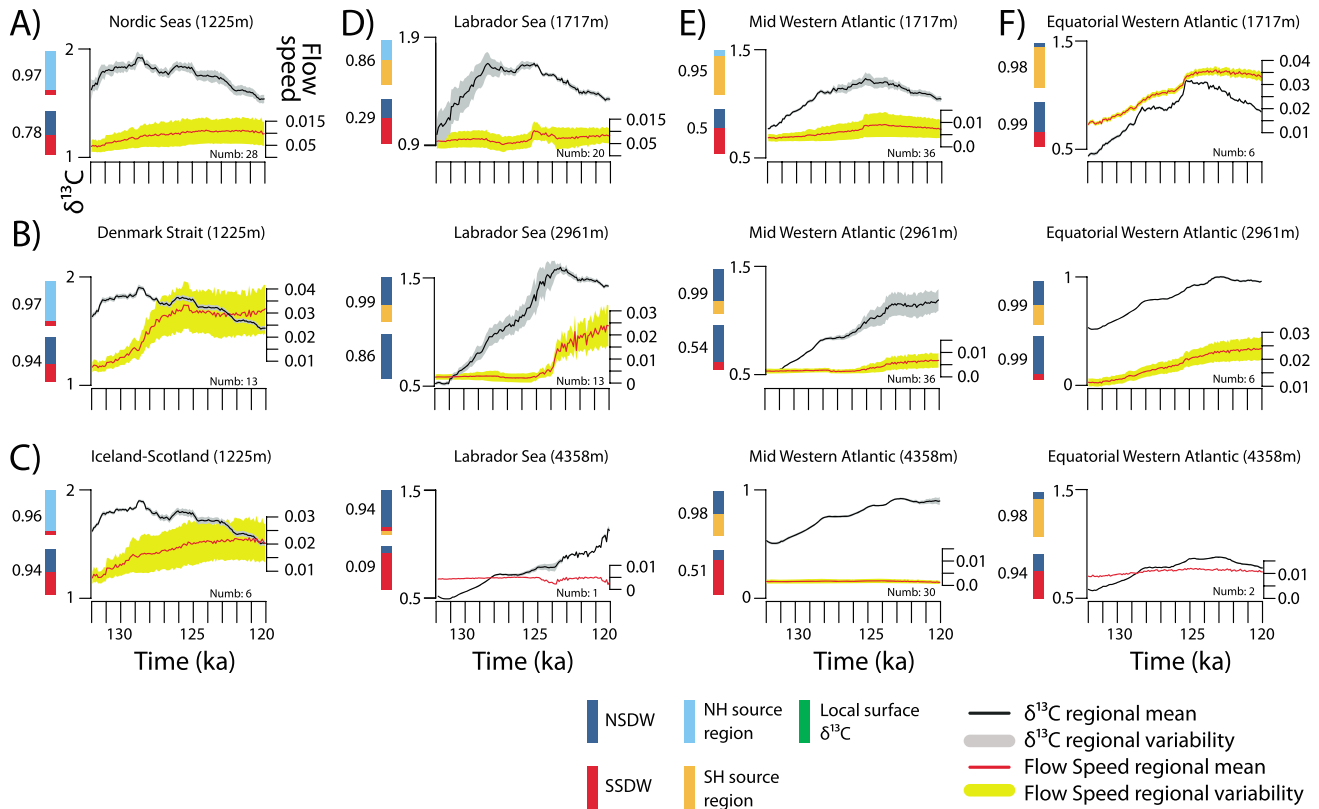 A)
Nordic Seas (1225m)
0.97
0.78
2
1
δ¹³C
Flow speed
0.015
0.05
Numb: 28
D)
Labrador Sea (1717m)
0.86
0.29
1.9
0.9
0.015
0.05
Numb: 20
E)
Mid Western Atlantic (1717m)
0.95
0.5
1.5
0.5
0.01
0.0
Numb: 36
F)
Equatorial Western Atlantic (1717m)
0.98
0.99
1.5
0.5
0.04
0.03
0.02
0.01
Numb: 6
B)
Denmark Strait (1225m)
0.97
0.94
2
1
0.04
0.03
0.02
0.01
Numb: 13
Labrador Sea (2961m)
0.99
0.86
1.5
0.5
0.03
0.02
0.01
0
Numb: 13
Mid Western Atlantic (2961m)
0.99
0.54
1.5
0.5
0.01
0.0
Numb: 36
Equatorial Western Atlantic (2961m)
0.99
0.99
1
0
0.03
0.02
0.01
Numb: 6
C)
Iceland-Scotland (1225m)
0.96
0.94
2
1
0.03
0.02
0.01
Numb: 6
130
125
120
Time (ka)
Labrador Sea (4358m)
0.94
0.09
1.5
0.5
0.01
0
Numb: 1
130
125
120
Time (ka)
Mid Western Atlantic (4358m)
0.98
0.51
1
0
0.01
0.0
Numb: 30
130
125
120
Time (ka)
Equatorial Western Atlantic (4358m)
0.98
0.94
1.5
0.5
0.01
0.0
Numb: 2
130
125
120
Time (ka)
NSDW
SSDW
NH source
region
SH source
region
Local surface
δ¹³C
δ¹³C regional mean
δ¹³C regional variability
Flow Speed regional mean
Flow Speed regional variability